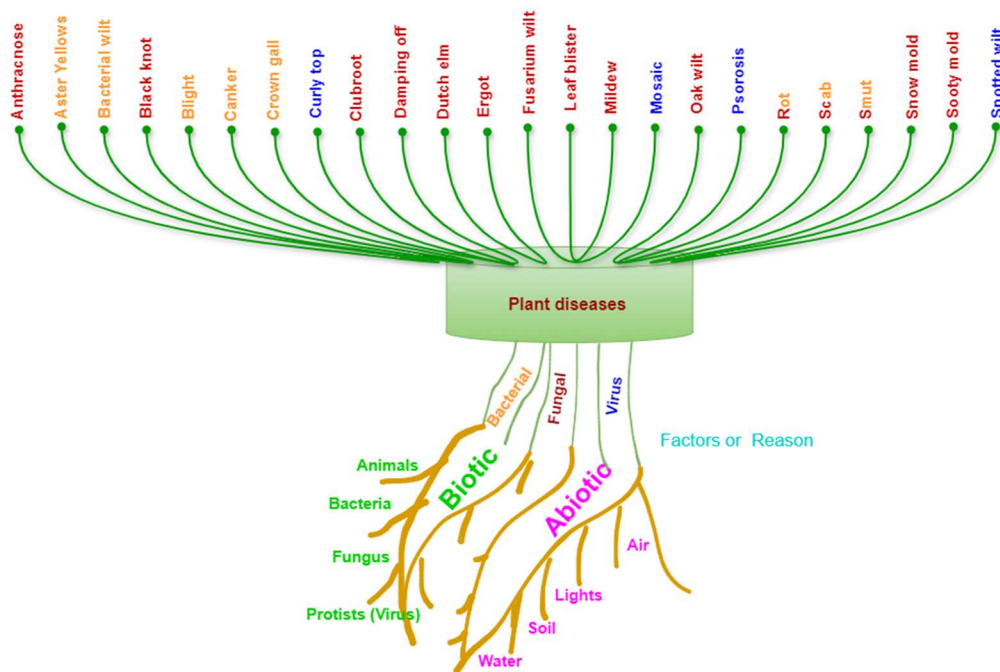 Anthracnose
Aster Yellows
Bacterial wilt
Black knot
Blight
Canker
Crown gall
Curly top
Clubroot
Damping off
Dutch elm
Ergot
Fusarium wilt
Leaf blister
Mildew
Mosaic
Oak wilt
Psorosis
Rot
Scab
Smut
Snow mold
Sooty mold
Spotted wilt
Plant diseases
Bacterial
Fungal
Virus
Factors or Reason
Biotic
Abiotic
Animals
Bacteria
Fungus
Protists (Virus)
Air
Lights
Soil
Water